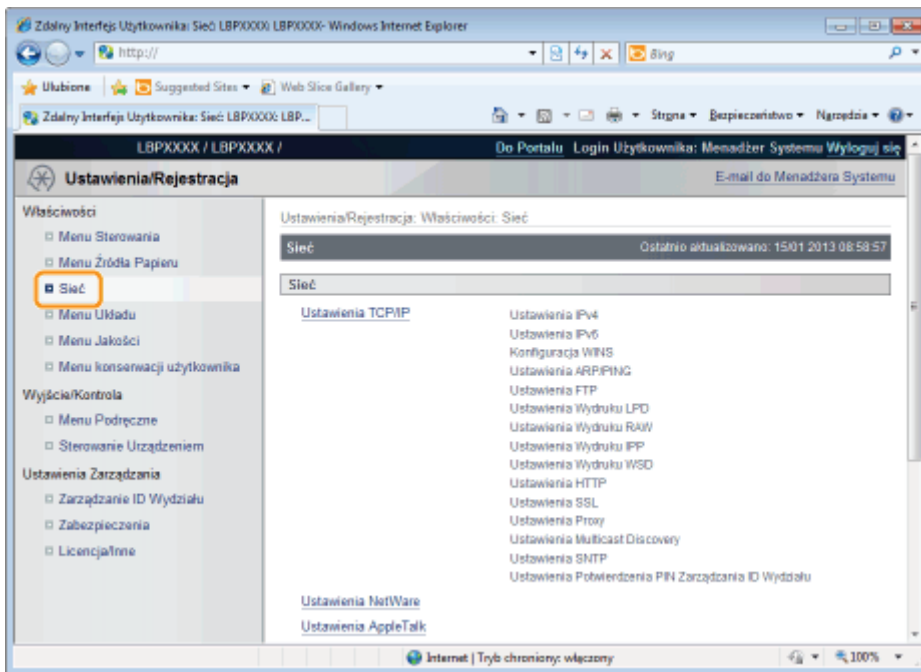 Zdalny Interfejs Użytkownika: Sieć: LBPXXXX: LBPXXXX- Windows Internet Explorer
http://
Bing
Ulubione Suggested Sites Web Slice Gallery
Zdalny Interfejs Użytkownika: Sieć: LBPXXXX: LBP...
Strona Bezpieczeństwo Narzędzia
LBPXXXX / LBPXXXX /
Do Portalu Login Użytkownika: Menadżer Systemu Wyloguj się
Ustawienia/Rejestracja
E-mail do Menadżera Systemu
Właściwości
Menu Sterowania
Menu Źródła Papieru
Sieć
Menu Układu
Menu Jakości
Menu konserwacji użytkownika
Wyjście/Kontrola
Menu Podręczne
Sterowanie Urządzeniem
Ustawienia Zarządzania
Zarządzanie ID Wydziału
Zabezpieczenia
Licencja/Inne
Ustawienia/Rejestracja: Właściwości: Sieć
Sieć
Ostatnio aktualizowano: 15/01 2013 08:58:57
Sieć
Ustawienia TCP/IP
Ustawienia IPv4
Ustawienia IPv6
Konfiguracja WINS
Ustawienia ARP/PING
Ustawienia FTP
Ustawienia Wydruku LPD
Ustawienia Wydruku RAW
Ustawienia Wydruku IPP
Ustawienia Wydruku WSD
Ustawienia HTTP
Ustawienia SSL
Ustawienia Proxy
Ustawienia Multicast Discovery
Ustawienia SNTP
Ustawienia Potwierdzenia PIN Zarządzania ID Wydziału
Ustawienia NetWare
Ustawienia AppleTalk
Internet | Tryb chroniony: włączony
100%